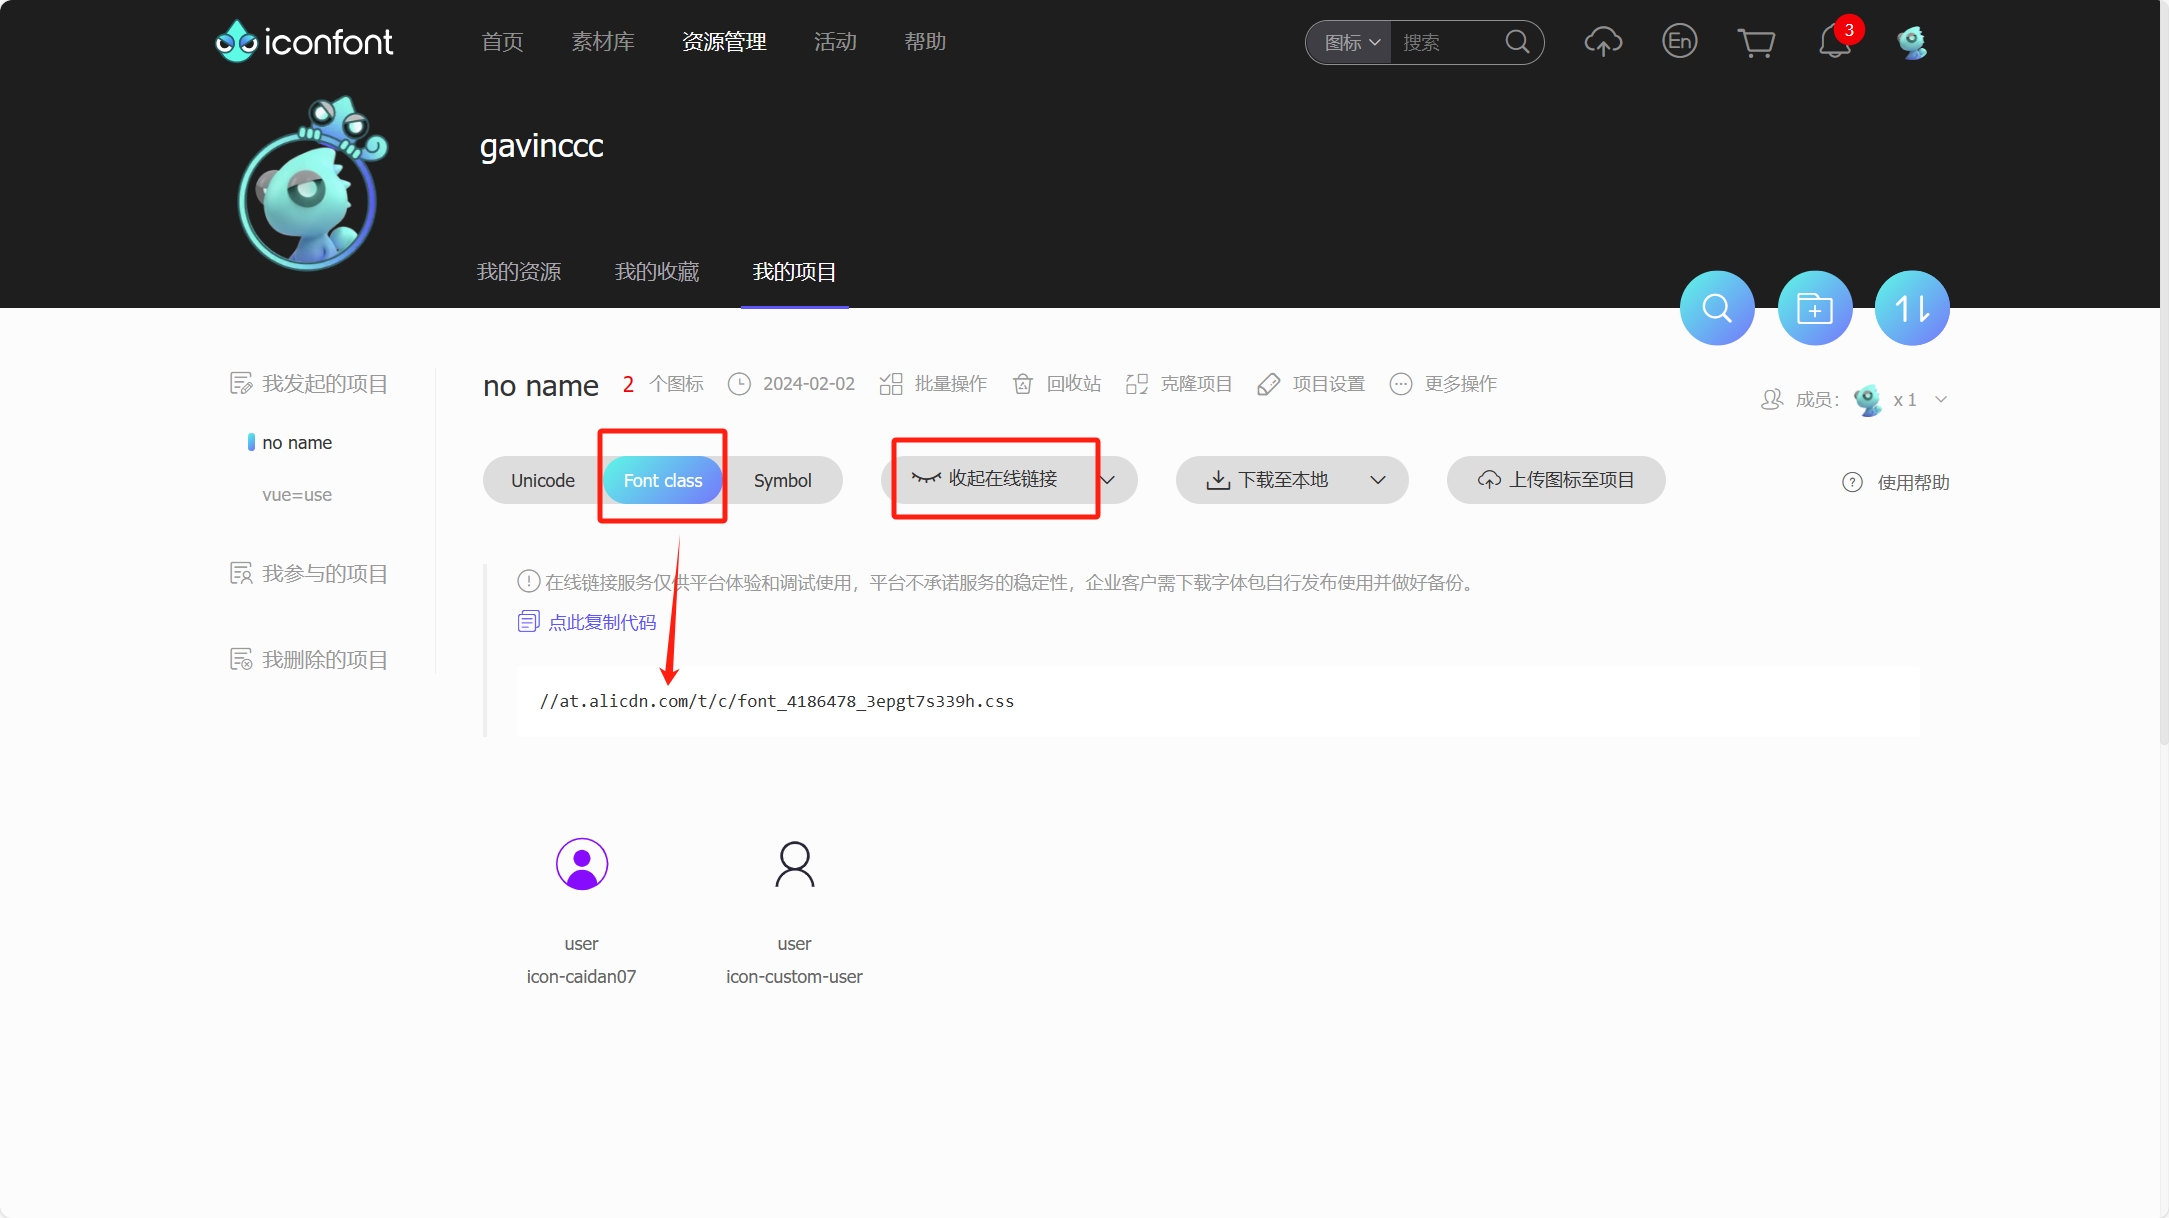 iconfont
首页
素材库
资源管理
活动
帮助
图标
搜索
En
3
gavinccc
我的资源
我的收藏
我的项目
我发起的项目
no name
vue=use
我参与的项目
我删除的项目
no name
2 个图标
2024-02-02
批量操作
回收站
克隆项目
项目设置
更多操作
成员：
x 1
Unicode
Font class
Symbol
收起在线链接
下载至本地
上传图标至项目
使用帮助
在线链接服务仅供平台体验和调试使用，平台不承诺服务的稳定性，企业客户需下载字体包自行发布使用并做好备份。
点此复制代码
//at.alicdn.com/t/c/font_4186478_3epgt7s339h.css
user
icon-caidan07
user
icon-custom-user